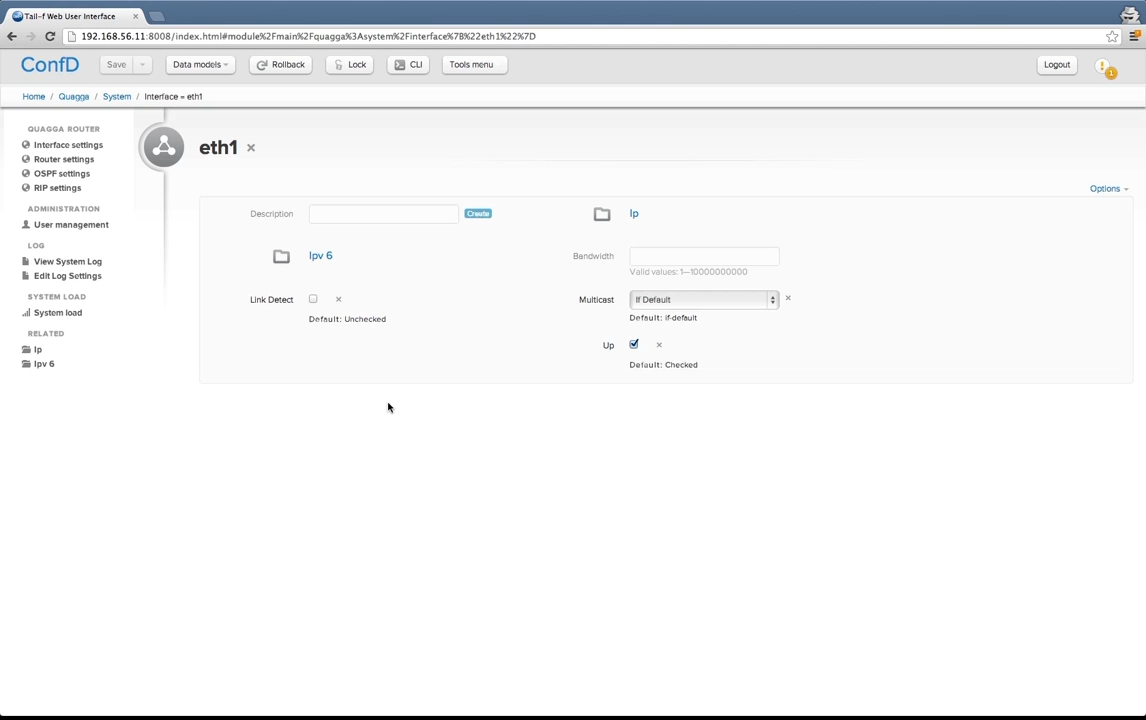 Tail-f Web User Interface
192.168.56.11:8008/index.html#module%2Fmain%2Fquagga%3Asystem%2Finterface%7B%22eth1%22%7D
ConfD Save Data models Rollback Lock CLI Tools menu Logout 1
Home / Quagga / System / Interface = eth1
QUAGGA ROUTER
Interface settings
Router settings
OSPF settings
RIP settings
ADMINISTRATION
User management
LOG
View System Log
Edit Log Settings
SYSTEM LOAD
System load
RELATED
Ip
Ipv 6
eth1
Options
Description Create Ip
Ipv 6 Bandwidth
Valid values: 1—10000000000
Link Detect Multicast If Default
Default: Unchecked Default: if-default
Up
Default: Checked